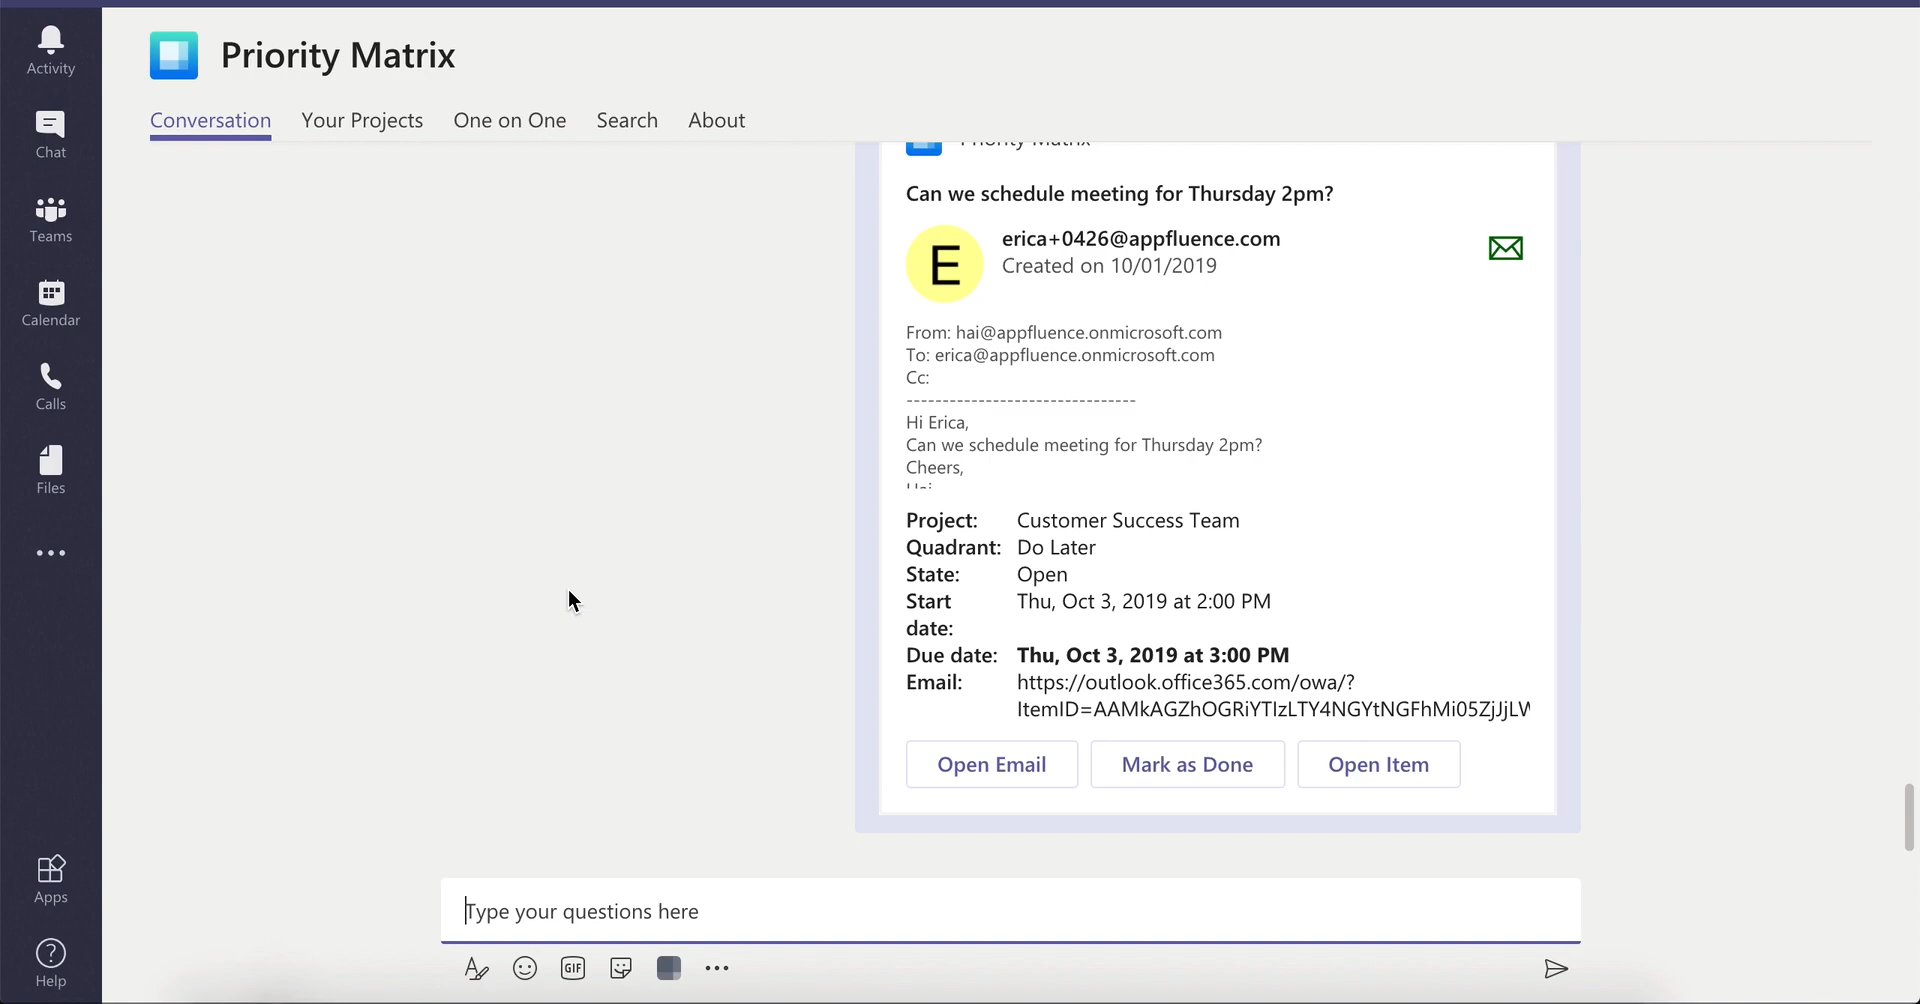 Activity
Chat
Teams
Calendar
Calls
Files
Apps
Help
Priority Matrix
Conversation
Your Projects
One on One
Search
About
Priority Matrix
Can we schedule meeting for Thursday 2pm?
E
erica+0426@appfluence.com
Created on 10/01/2019
From: hai@appfluence.onmicrosoft.com
To: erica@appfluence.onmicrosoft.com
Cc:
--------------------------------
Hi Erica,
Can we schedule meeting for Thursday 2pm?
Cheers,
Hai
Project: Customer Success Team
Quadrant: Do Later
State: Open
Start Thu, Oct 3, 2019 at 2:00 PM
date:
Due date: Thu, Oct 3, 2019 at 3:00 PM
Email: https://outlook.office365.com/owa/?
ItemID=AAMkAGZhOGRiYTIzLTY4NGYtNGFhMi05ZjJjLW
Open Email
Mark as Done
Open Item
Type your questions here
GIF